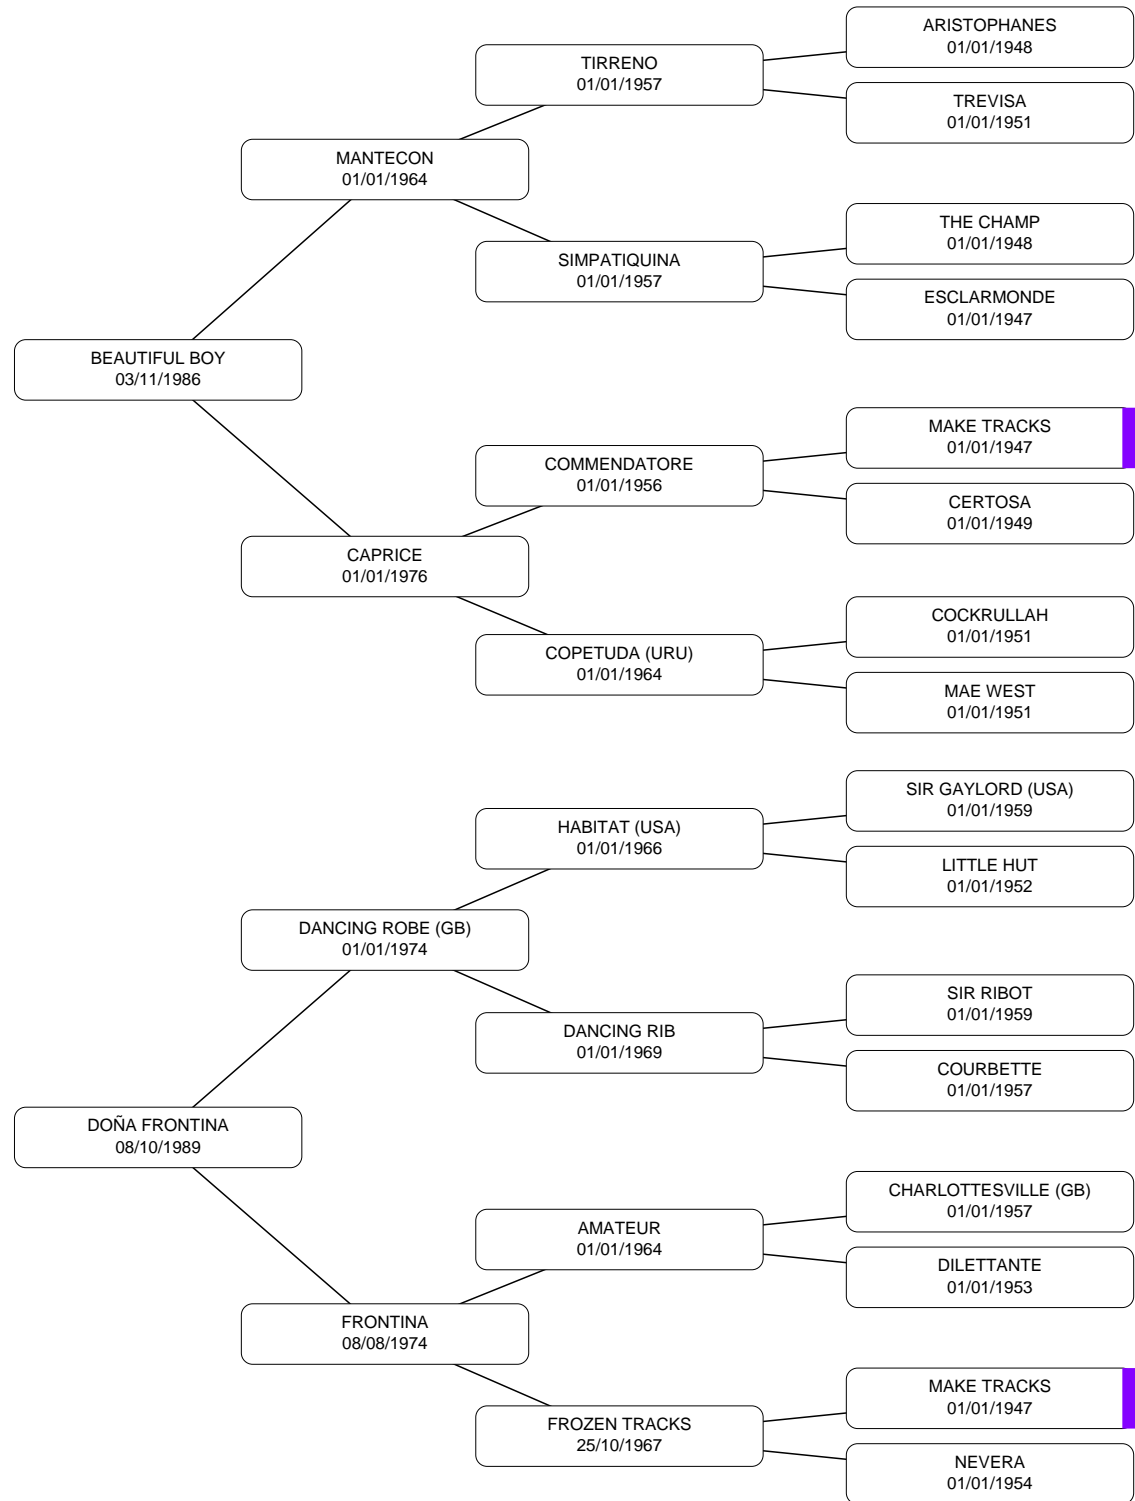 ARISTOPHANES
01/01/1948
TIRRENO
01/01/1957
TREVISA
01/01/1951
MANTECON
01/01/1964
THE CHAMP
01/01/1948
SIMPATIQUINA
01/01/1957
ESCLARMONDE
01/01/1947
BEAUTIFUL BOY
03/11/1986
MAKE TRACKS
01/01/1947
COMMENDATORE
01/01/1956
CERTOSA
01/01/1949
CAPRICE
01/01/1976
COCKRULLAH
01/01/1951
COPETUDA (URU)
01/01/1964
MAE WEST
01/01/1951
SIR GAYLORD (USA)
01/01/1959
HABITAT (USA)
01/01/1966
LITTLE HUT
01/01/1952
DANCING ROBE (GB)
01/01/1974
SIR RIBOT
01/01/1959
DANCING RIB
01/01/1969
COURBETTE
01/01/1957
DOÑA FRONTINA
08/10/1989
CHARLOTTESVILLE (GB)
01/01/1957
AMATEUR
01/01/1964
DILETTANTE
01/01/1953
FRONTINA
08/08/1974
MAKE TRACKS
01/01/1947
FROZEN TRACKS
25/10/1967
NEVERA
01/01/1954